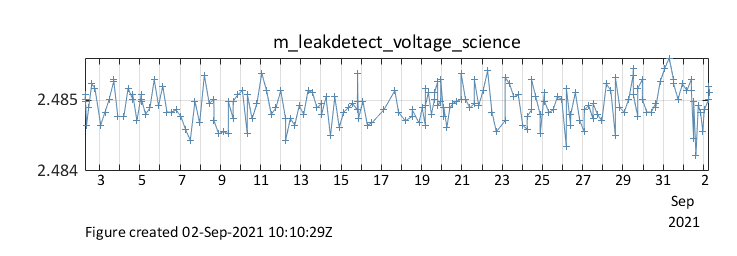 m_leakdetect_voltage_science
2.485
2.484
3 5 7 9 11 13 15 17 19 21 23 25 27 29 31 2
Sep
2021
Figure created 02-Sep-2021 10:10:29Z